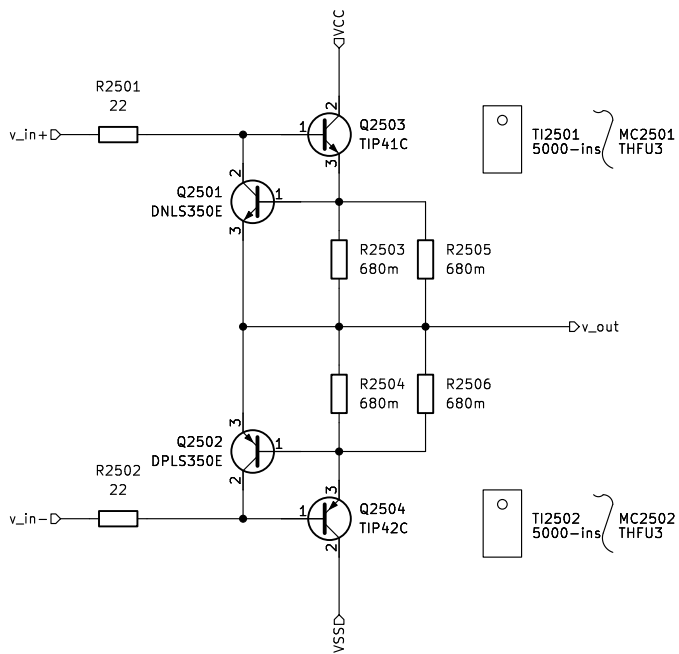 VCC
R2501
22
v_in+
2
1
Q2503
TIP41C
3
TI2501
5000-ins
MC2501
THFU3
2
Q2501
DNLS350E
1
3
R2503
680m
R2505
680m
v_out
R2504
680m
R2506
680m
3
Q2502
DPLS350E
1
2
R2502
22
v_in-
3
1
Q2504
TIP42C
2
TI2502
5000-ins
MC2502
THFU3
VSS